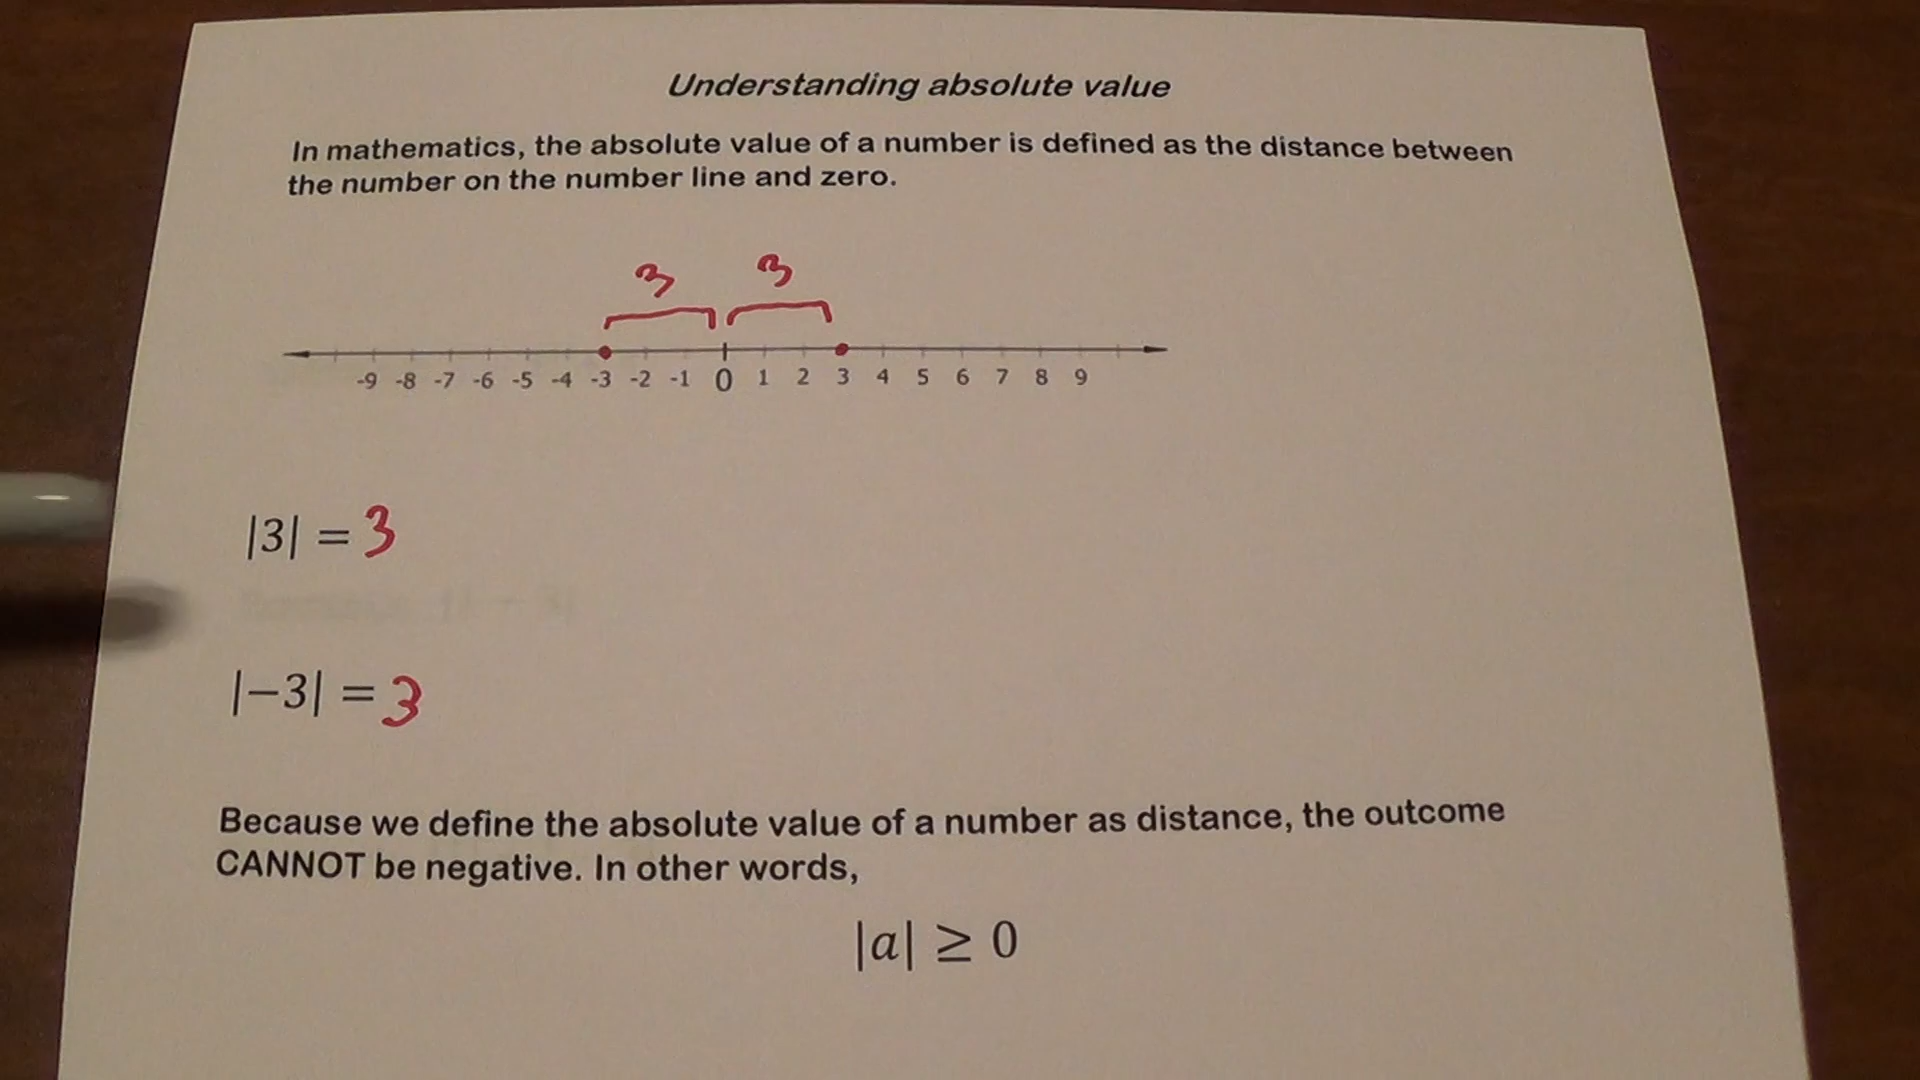 Understanding absolute value
In mathematics, the absolute value of a number is defined as the distance between
the number on the number line and zero.
3 3
-9 -8 -7 -6 -5 -4 -3 -2 -1 0 1 2 3 4 5 6 7 8 9
|3| = 3
|−3| = 3
Because we define the absolute value of a number as distance, the outcome
CANNOT be negative. In other words,
|a| ≥ 0